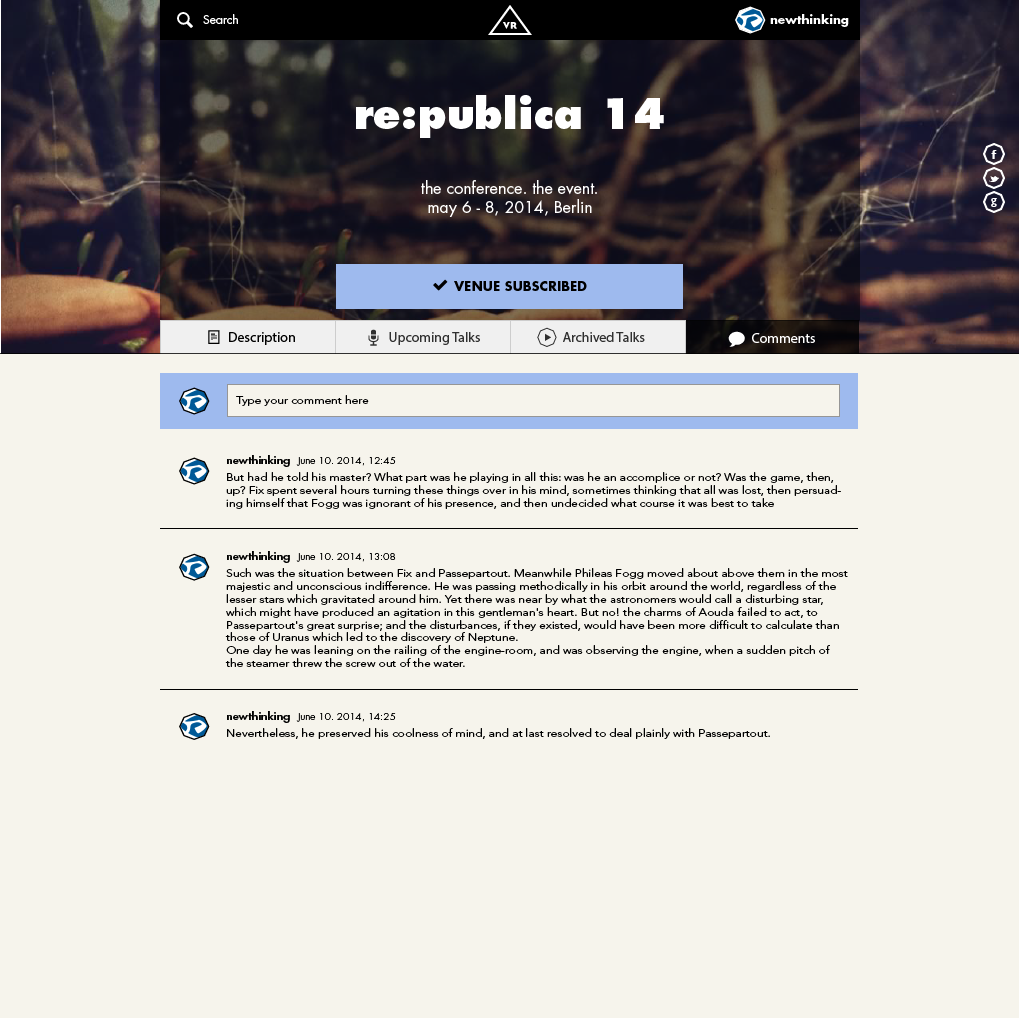 Search
VR
newthinking
re:publica 14
the conference. the event.
may 6 - 8, 2014, Berlin
f
g
VENUE SUBSCRIBED
Description
Upcoming Talks
Archived Talks
Comments
Type your comment here
newthinking June 10. 2014, 12:45
But had he told his master? What part was he playing in all this: was he an accomplice or not? Was the game, then,
up? Fix spent several hours turning these things over in his mind, sometimes thinking that all was lost, then persuad-
ing himself that Fogg was ignorant of his presence, and then undecided what course it was best to take
newthinking June 10. 2014, 13:08
Such was the situation between Fix and Passepartout. Meanwhile Phileas Fogg moved about above them in the most
majestic and unconscious indifference. He was passing methodically in his orbit around the world, regardless of the
lesser stars which gravitated around him. Yet there was near by what the astronomers would call a disturbing star,
which might have produced an agitation in this gentleman's heart. But no! the charms of Aouda failed to act, to
Passepartout's great surprise; and the disturbances, if they existed, would have been more difficult to calculate than
those of Uranus which led to the discovery of Neptune.
One day he was leaning on the railing of the engine-room, and was observing the engine, when a sudden pitch of
the steamer threw the screw out of the water.
newthinking June 10. 2014, 14:25
Nevertheless, he preserved his coolness of mind, and at last resolved to deal plainly with Passepartout.